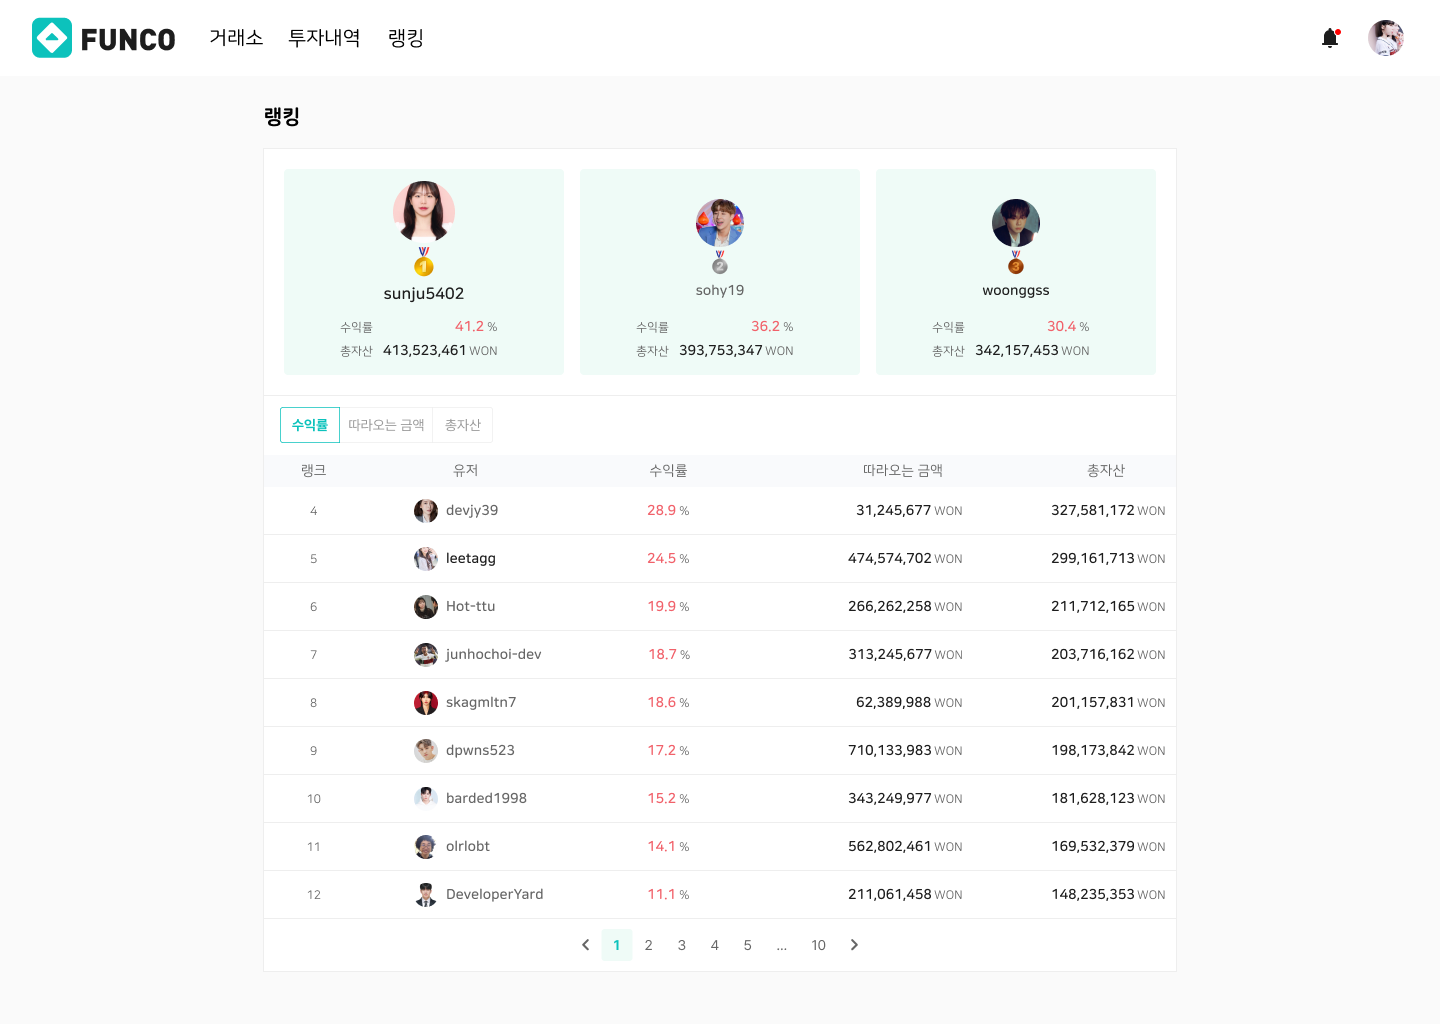 FUNCO 거래소 투자내역 랭킹
랭킹
1 2 3
sunju5402 sohy19 woonggss
수익률 41.2 % 수익률 36.2 % 수익률 30.4 %
총자산 413,523,461 WON 총자산 393,753,347 WON 총자산 342,157,453 WON
수익률 따라오는 금액 총자산
랭크 유저 수익률 따라오는 금액 총자산
4 devjy39 28.9 % 31,245,677 WON 327,581,172 WON
5 leetagg 24.5 % 474,574,702 WON 299,161,713 WON
6 Hot-ttu 19.9 % 266,262,258 WON 211,712,165 WON
7 junhochoi-dev 18.7 % 313,245,677 WON 203,716,162 WON
8 skagmltn7 18.6 % 62,389,988 WON 201,157,831 WON
9 dpwns523 17.2 % 710,133,983 WON 198,173,842 WON
10 barded1998 15.2 % 343,249,977 WON 181,628,123 WON
11 olrlobt 14.1 % 562,802,461 WON 169,532,379 WON
12 DeveloperYard 11.1 % 211,061,458 WON 148,235,353 WON
1 2 3 4 5 ... 10